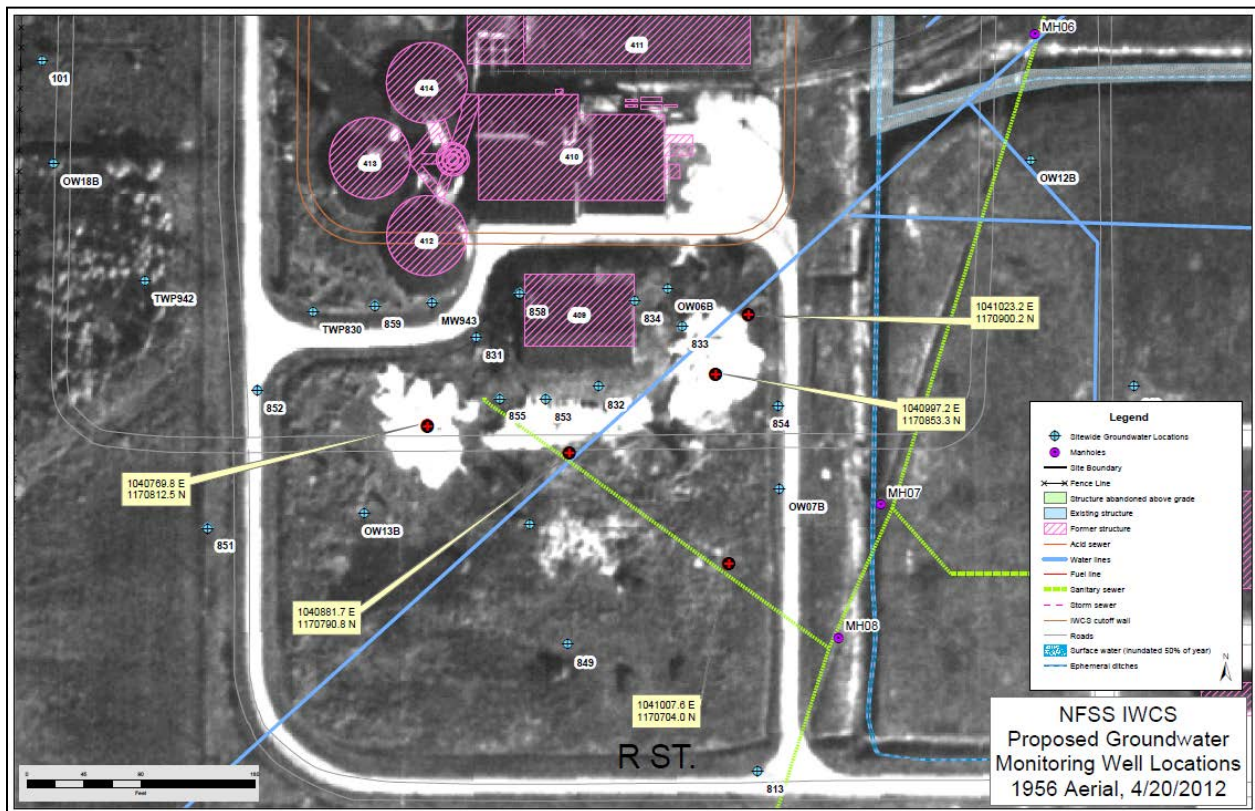 MH06
411
101
414
410
413
OW18B
OW12B
412
TWP942
1041023.2 E
1170900.2 N
OW06B
858
409
834
TWP830
859
MW943
833
831
1040997.2 E
1170853.3 N
852
832
855
853
854
1040769.8 E
1170812.5 N
MH07
OW07B
OW13B
851
1040881.7 E
1170790.8 N
MH08
849
1041007.6 E
1170704.0 N
R ST.
813
Legend
Sitewide Groundwater Locations
Manholes
Site Boundary
Fence Line
Structure abandoned above grade
Existing structure
Former structure
Acid sewer
Water lines
Fuel line
Sanitary sewer
Storm sewer
IWCS cutoff wall
Roads
Surface water (inundated 50% of year)
Ephemeral ditches
N
NFSS IWCS
Proposed Groundwater
Monitoring Well Locations
1956 Aerial, 4/20/2012
0 45 90 180
Feet